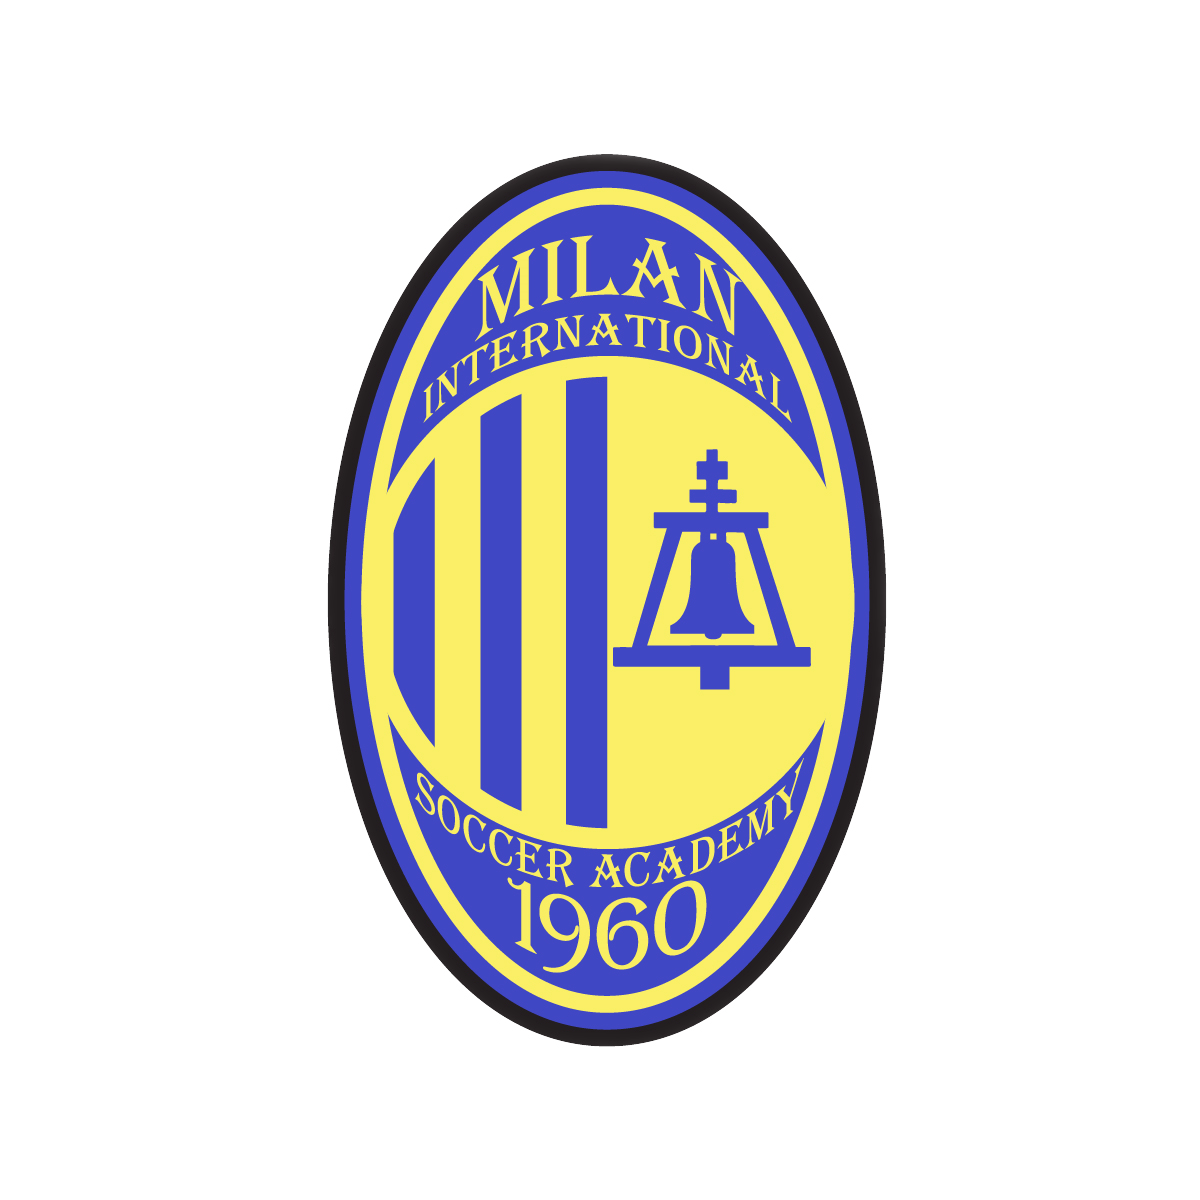 MILAN
INTERNATIONAL
SOCCER ACADEMY
1960